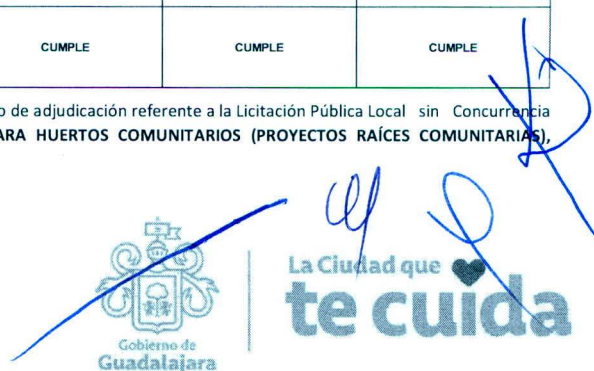 CUMPLE CUMPLE CUMPLE
o de adjudicación referente a la Licitación Pública Local sin Concurrencia
ARA HUERTOS COMUNITARIOS (PROYECTOS RAÍCES COMUNITARIAS),
La Ciudad que
te cuida
Gobierno de
Guadalajara